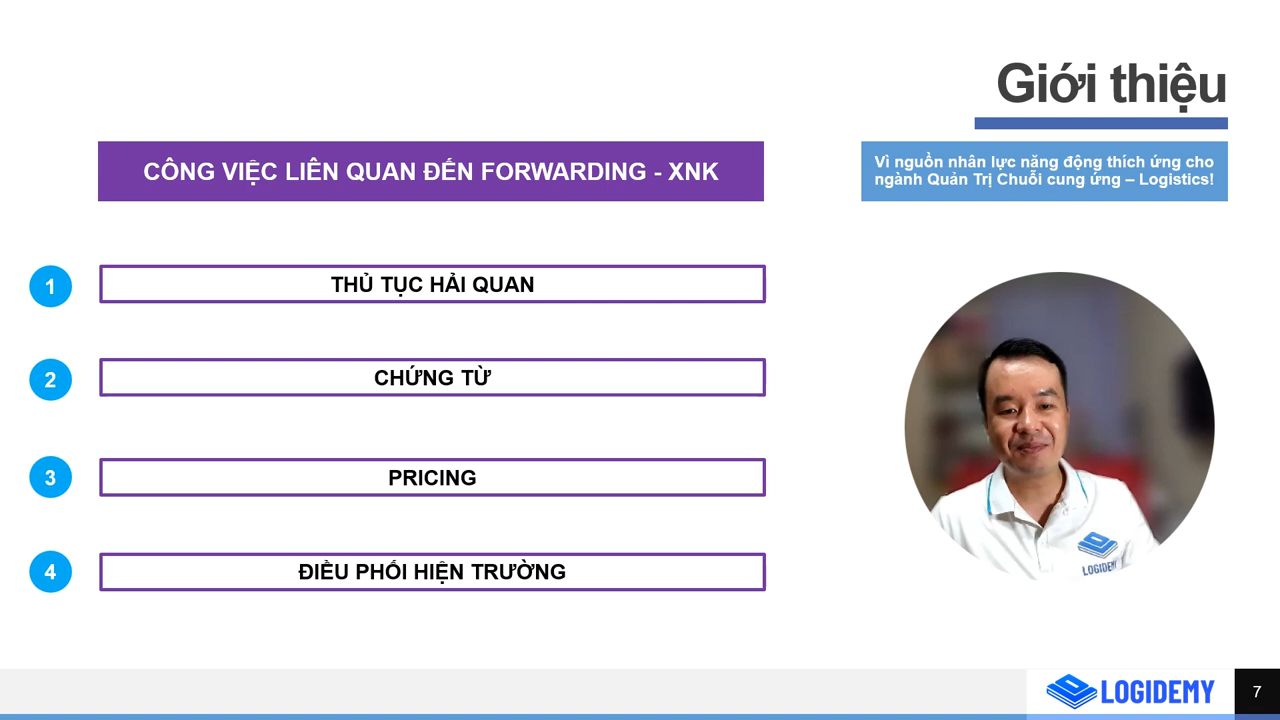 Giới thiệu
CÔNG VIỆC LIÊN QUAN ĐẾN FORWARDING - XNK
Vì nguồn nhân lực năng động thích ứng cho
ngành Quản Trị Chuỗi cung ứng – Logistics!
1
THỦ TỤC HẢI QUAN
2
CHỨNG TỪ
3
PRICING
4
ĐIỀU PHỐI HIỆN TRƯỜNG
LOGIDEMY
LOGIDEMY
7